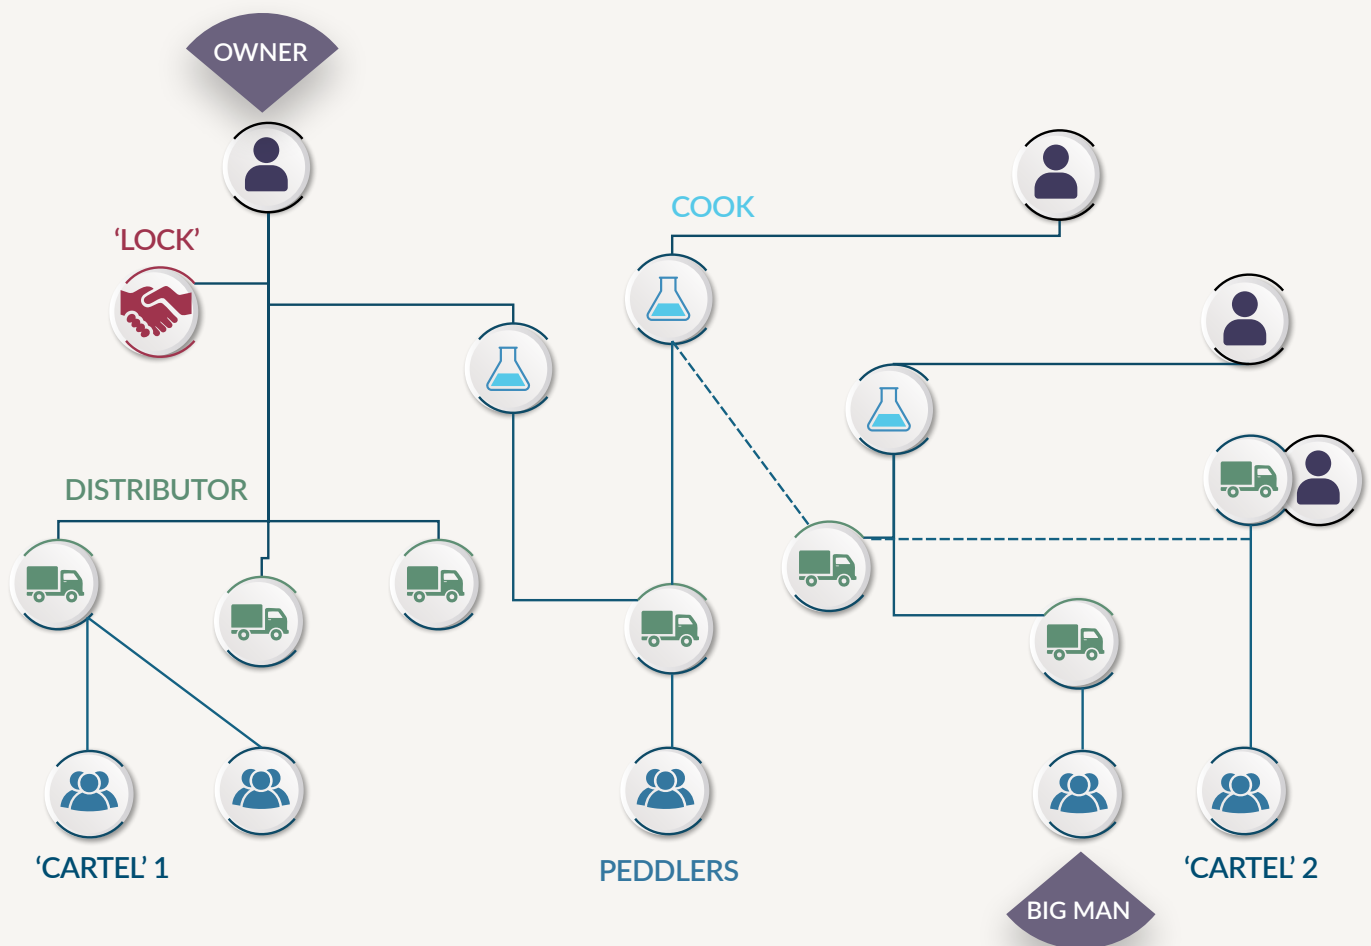 OWNER
COOK
‘LOCK’
DISTRIBUTOR
‘CARTEL’ 1
PEDDLERS
‘CARTEL’ 2
BIG MAN